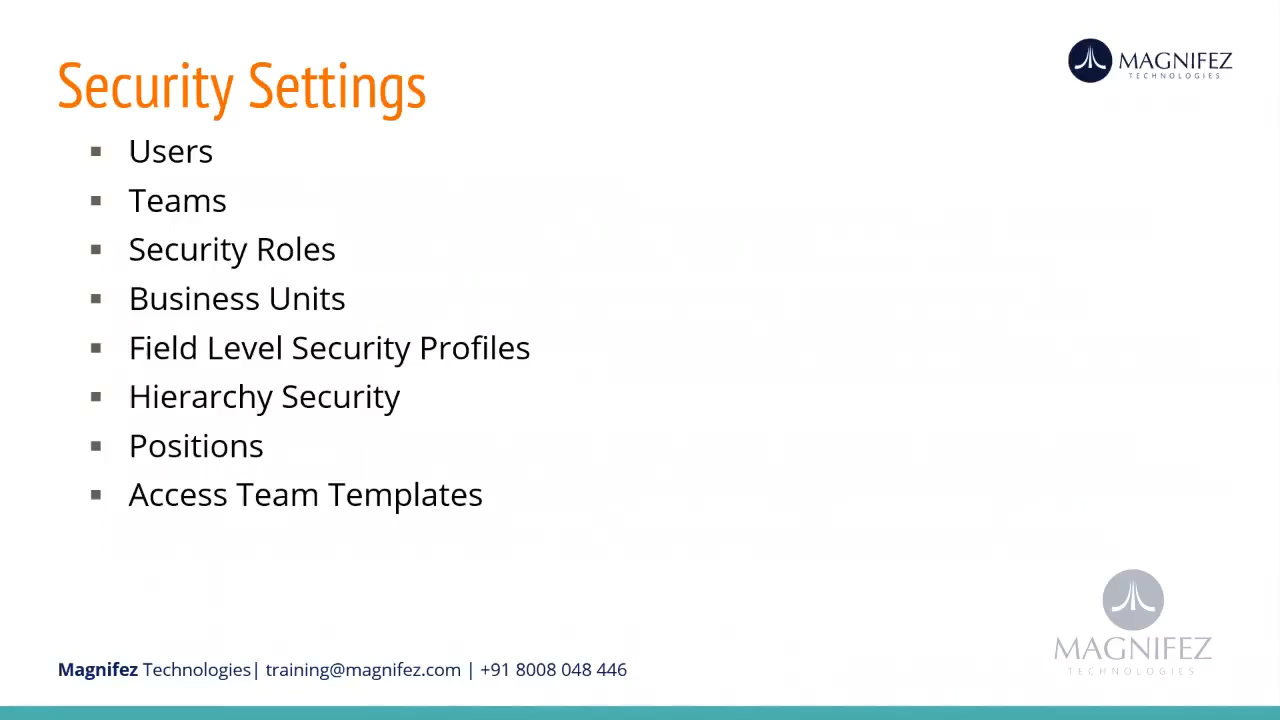 Security Settings
MAGNIFEZ
TECHNOLOGIES
▪ Users
▪ Teams
▪ Security Roles
▪ Business Units
▪ Field Level Security Profiles
▪ Hierarchy Security
▪ Positions
▪ Access Team Templates
MAGNIFEZ
TECHNOLOGIES
Magnifez Technologies| training@magnifez.com | +91 8008 048 446